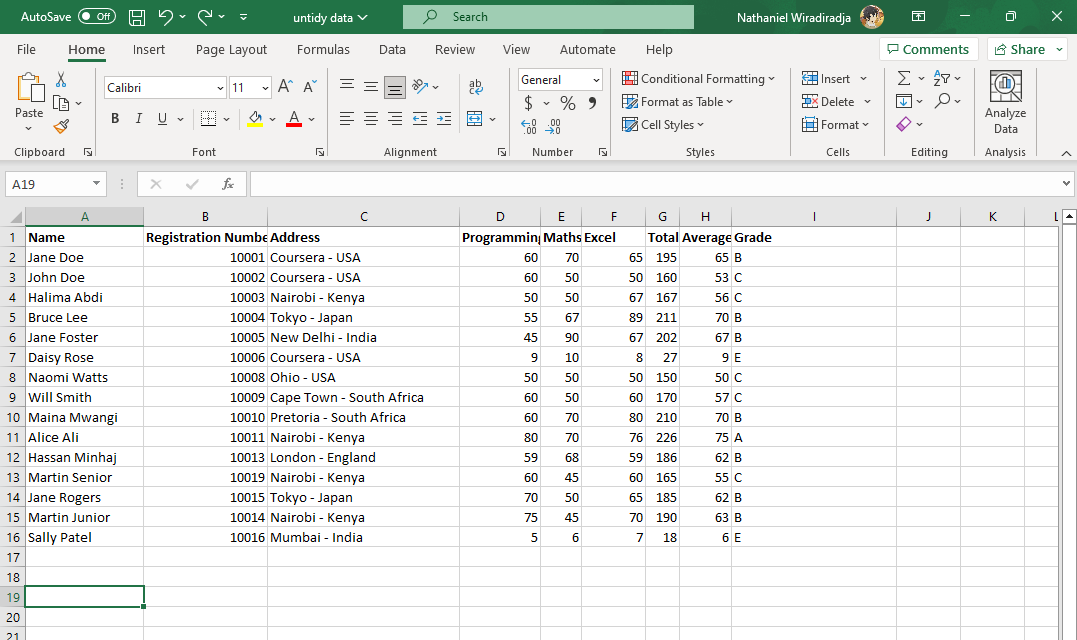 AutoSave Off untidy data Search Nathaniel Wiradiradja
File Home Insert Page Layout Formulas Data Review View Automate Help Comments Share
Calibri 11 General Conditional Formatting Insert
Paste B I U $ % Format as Table Delete Analyze Data
Cell Styles Format
Clipboard Font Alignment Number Styles Cells Editing Analysis
A19 fx
A B C D E F G H I J K L
1 Name Registration Numbe Address Programming Maths Excel Total Average Grade
2 Jane Doe 10001 Coursera - USA 60 70 65 195 65 B
3 John Doe 10002 Coursera - USA 60 50 50 160 53 C
4 Halima Abdi 10003 Nairobi - Kenya 50 50 67 167 56 C
5 Bruce Lee 10004 Tokyo - Japan 55 67 89 211 70 B
6 Jane Foster 10005 New Delhi - India 45 90 67 202 67 B
7 Daisy Rose 10006 Coursera - USA 9 10 8 27 9 E
8 Naomi Watts 10008 Ohio - USA 50 50 50 150 50 C
9 Will Smith 10009 Cape Town - South Africa 60 50 60 170 57 C
10 Maina Mwangi 10010 Pretoria - South Africa 60 70 80 210 70 B
11 Alice Ali 10011 Nairobi - Kenya 80 70 76 226 75 A
12 Hassan Minhaj 10013 London - England 59 68 59 186 62 B
13 Martin Senior 10019 Nairobi - Kenya 60 45 60 165 55 C
14 Jane Rogers 10015 Tokyo - Japan 70 50 65 185 62 B
15 Martin Junior 10014 Nairobi - Kenya 75 45 70 190 63 B
16 Sally Patel 10016 Mumbai - India 5 6 7 18 6 E
17
18
19
20
21